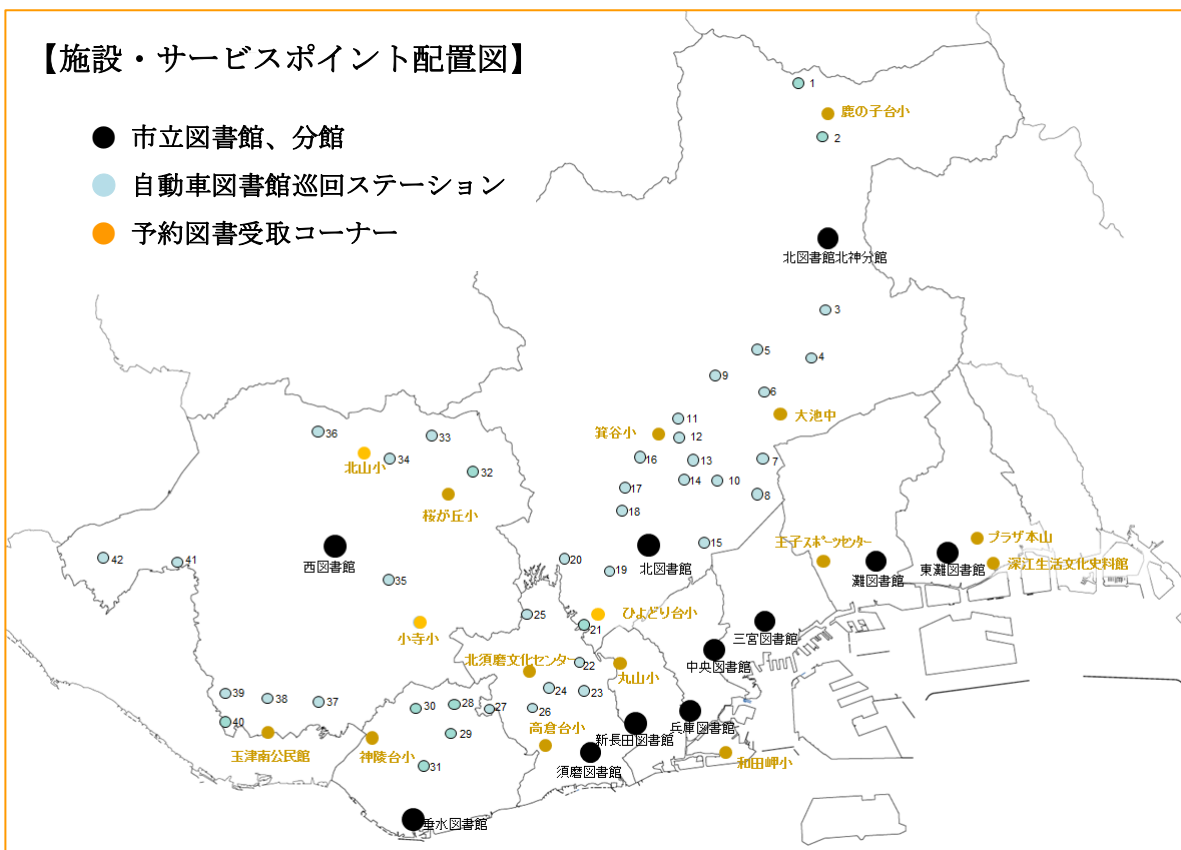 【施設・サービスポイント配置図】
市立図書館、分館
自動車図書館巡回ステーション
予約図書受取コーナー
1
鹿の子台小
2
北図書館北神分館
3
5
4
9
6
大池中
11
箕谷小
12
36
33
34
北山小
16
13
7
32
14
10
17
桜が丘小
8
18
王子スポーツセンター
プラザ本山
15
42
41
西図書館
20
北図書館
灘図書館
東灘図書館
深江生活文化史料館
19
35
25
ひよどり台小
小寺小
21
三宮図書館
北須磨文化センター
22
丸山小
中央図書館
39
38
37
24
23
30
28
27
26
40
29
高倉台小
新長田図書館
兵庫図書館
玉津南公民館
神陵台小
須磨図書館
和田岬小
31
垂水図書館